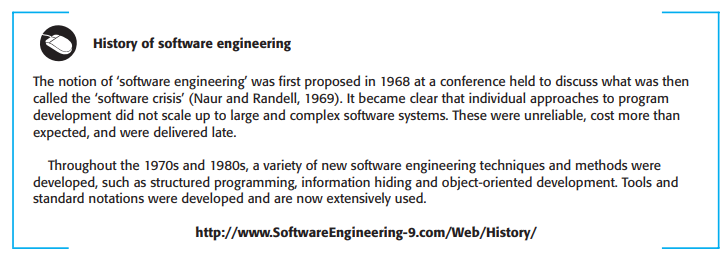 History of software engineering
The notion of ‘software engineering’ was first proposed in 1968 at a conference held to discuss what was then
called the ‘software crisis’ (Naur and Randell, 1969). It became clear that individual approaches to program
development did not scale up to large and complex software systems. These were unreliable, cost more than
expected, and were delivered late.
Throughout the 1970s and 1980s, a variety of new software engineering techniques and methods were
developed, such as structured programming, information hiding and object-oriented development. Tools and
standard notations were developed and are now extensively used.
http://www.SoftwareEngineering-9.com/Web/History/